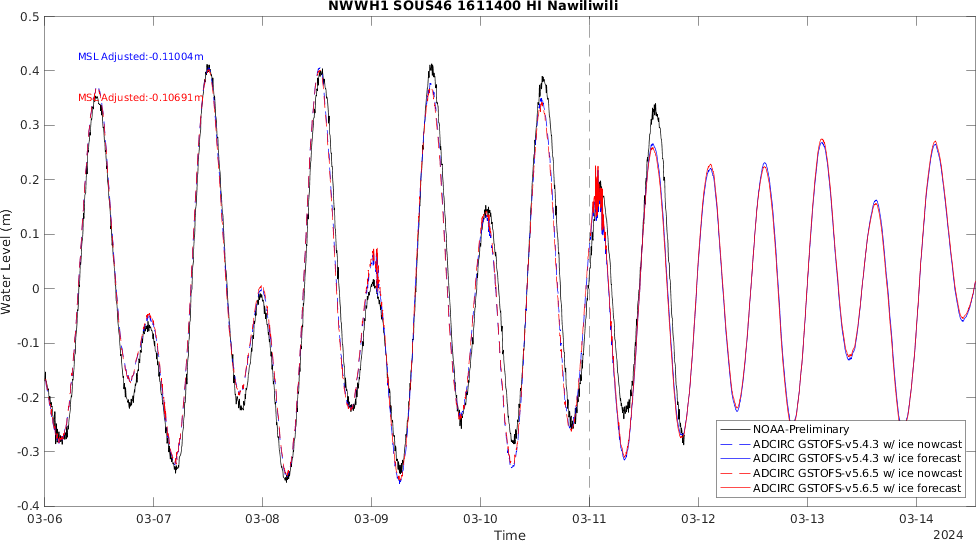 NWWH1 SOUS46 1611400 HI Nawiliwili
0.5
0.4
0.3
0.2
0.1
0
-0.1
-0.2
-0.3
-0.4
Water Level (m)
MSL Adjusted:-0.11004m
MSL Adjusted:-0.10691m
NOAA-Preliminary
ADCIRC GSTOFS-v5.4.3 w/ ice nowcast
ADCIRC GSTOFS-v5.4.3 w/ ice forecast
ADCIRC GSTOFS-v5.6.5 w/ ice nowcast
ADCIRC GSTOFS-v5.6.5 w/ ice forecast
03-06 03-07 03-08 03-09 03-10 03-11 03-12 03-13 03-14
Time
2024